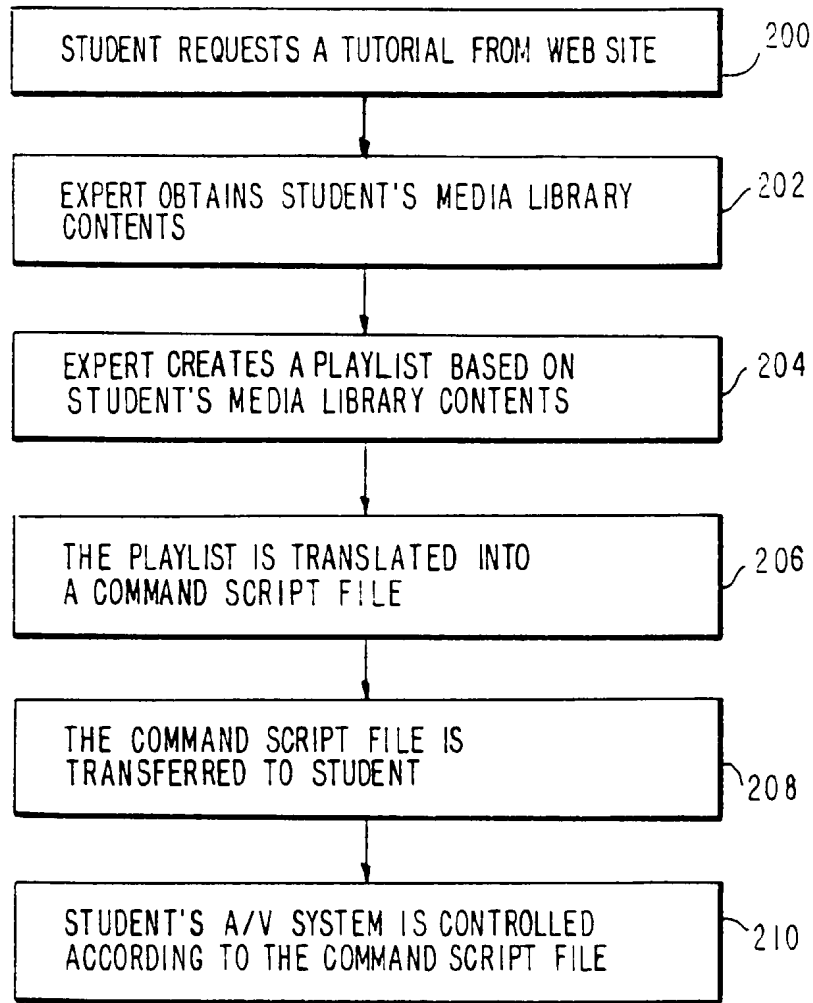 STUDENT REQUESTS A TUTORIAL FROM WEB SITE
200
EXPERT OBTAINS STUDENT'S MEDIA LIBRARY
CONTENTS
202
EXPERT CREATES A PLAYLIST BASED ON
STUDENT'S MEDIA LIBRARY CONTENTS
204
THE PLAYLIST IS TRANSLATED INTO
A COMMAND SCRIPT FILE
206
THE COMMAND SCRIPT FILE IS
TRANSFERRED TO STUDENT
208
STUDENT'S A/V SYSTEM IS CONTROLLED
ACCORDING TO THE COMMAND SCRIPT FILE
210